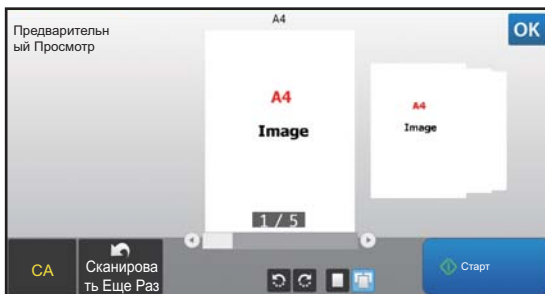 Предварительн
ый Просмотр
A4
OK
A4
Image
1 / 5
A4
Image
CA
Сканирова
ть Еще Раз
Старт